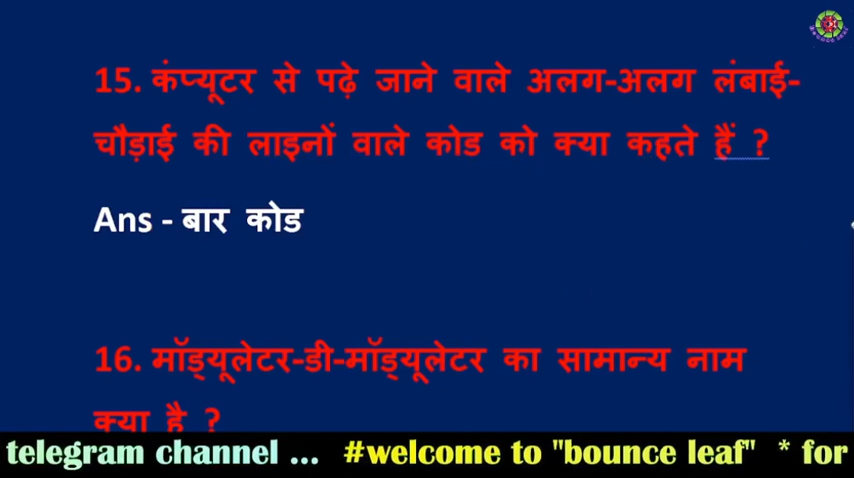 15. कंप्यूटर से पढ़े जाने वाले अलग-अलग लंबाई-
चौड़ाई की लाइनों वाले कोड को क्या कहते हैं ?
Ans - बार कोड
16. मॉड्यूलेटर-डी-मॉड्यूलेटर का सामान्य नाम
क्या है ?
telegram channel ... #welcome to "bounce leaf" * for